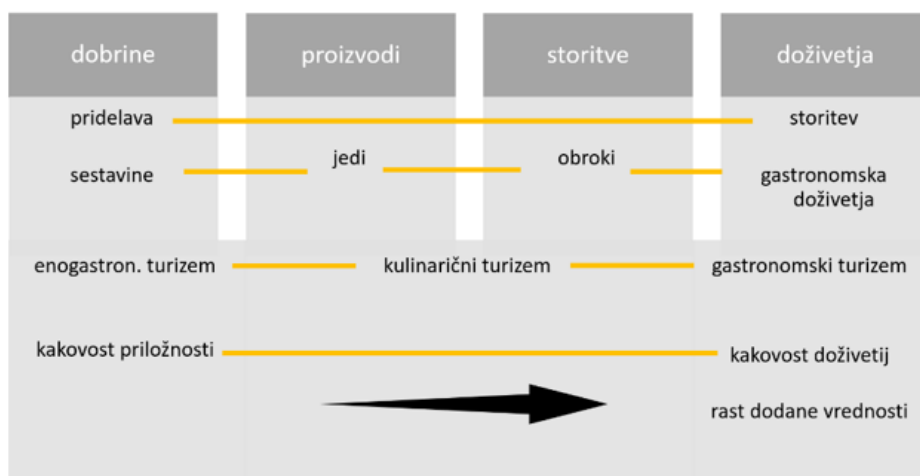 dobrine
proizvodi
storitve
doživetja
pridelava
storitev
sestavine
jedi
obroki
gastronomska
doživetja
enogastron. turizem
kulinarični turizem
gastronomski turizem
kakovost priložnosti
kakovost doživetij
rast dodane vrednosti